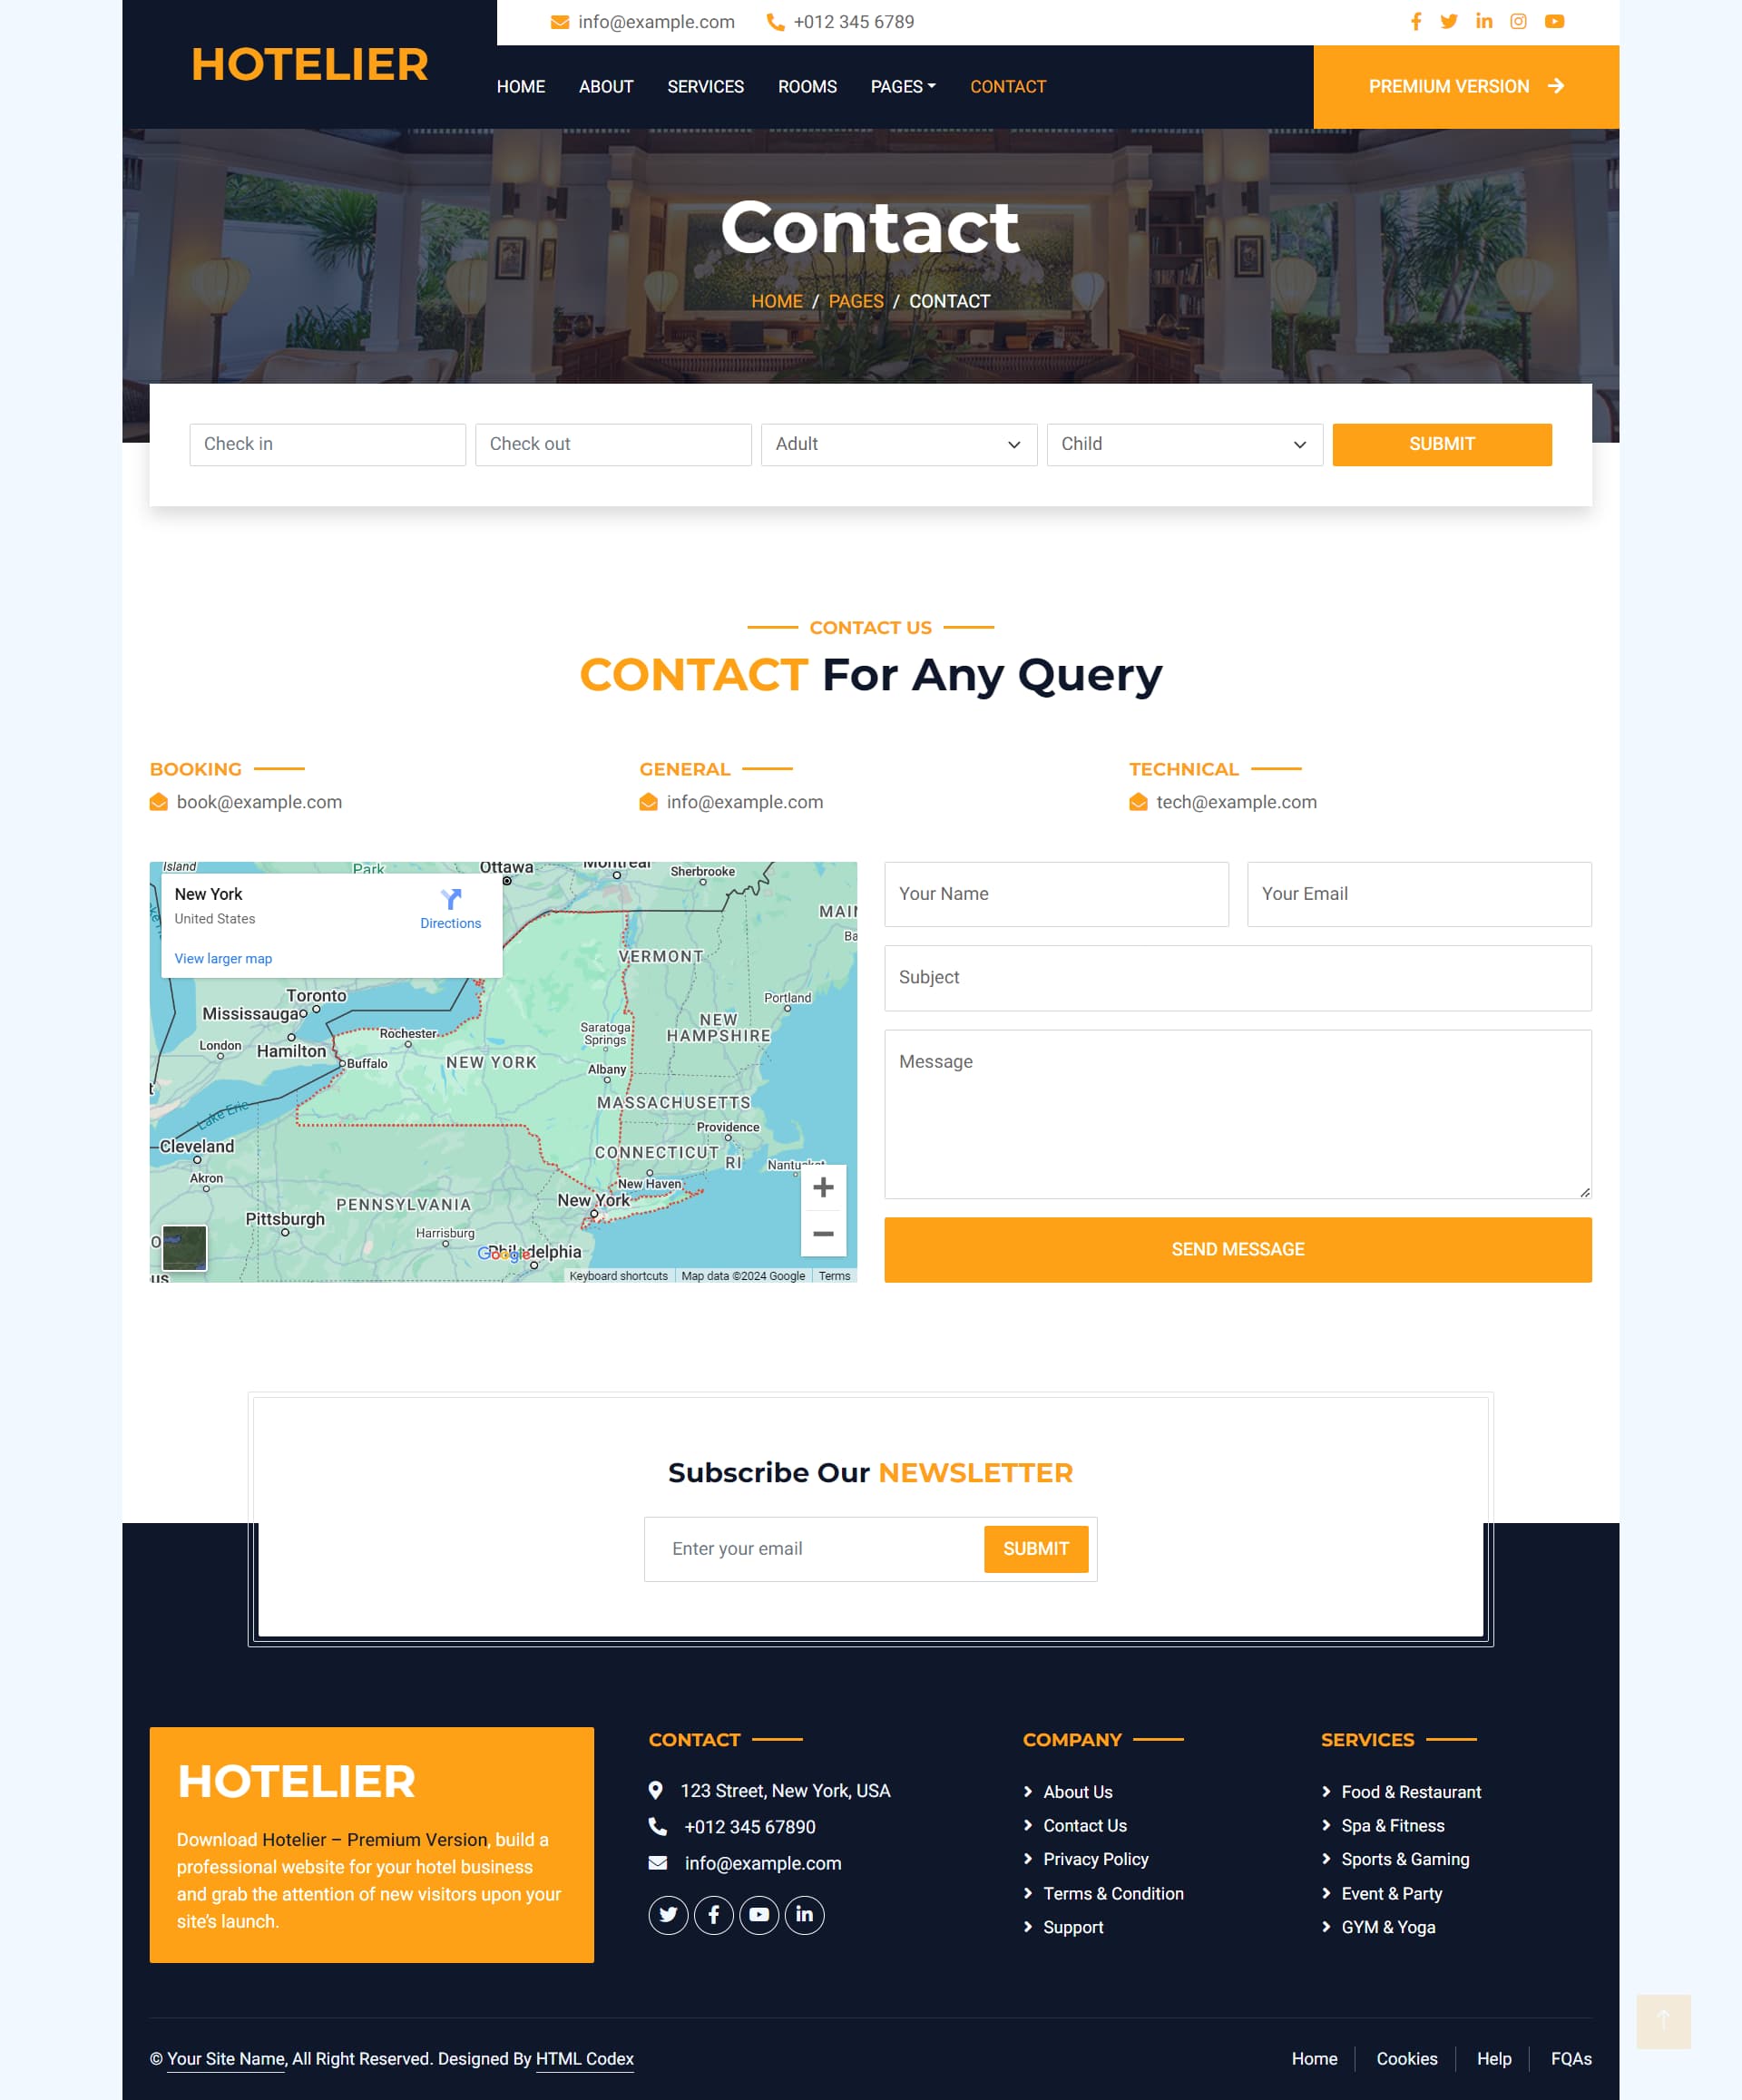 HOTELIER
info@example.com +012 345 6789
HOME ABOUT SERVICES ROOMS PAGES CONTACT
PREMIUM VERSION
Contact
HOME / PAGES / CONTACT
Check in Check out Adult Child SUBMIT
CONTACT US
CONTACT For Any Query
BOOKING
book@example.com
GENERAL
info@example.com
TECHNICAL
tech@example.com
Island
Park
Ottawa
Montreal
Sherbrooke
New York
United States
Directions
View larger map
VERMONT
Toronto
Mississauga
Portland
London
Hamilton
Rochester
Saratoga
Springs
NEW
HAMPSHIRE
Buffalo
NEW YORK
Albany
MASSACHUSETTS
Lake Erie
Providence
Cleveland
CONNECTICUT
RI
Nantucket
Akron
New Haven
PENNSYLVANIA
New York
Pittsburgh
Harrisburg
Google
Philadelphia
Keyboard shortcuts Map data ©2024 Google Terms
Your Name Your Email
Subject
Message
SEND MESSAGE
Subscribe Our NEWSLETTER
Enter your email SUBMIT
HOTELIER
Download Hotelier – Premium Version, build a
professional website for your hotel business
and grab the attention of new visitors upon your
site's launch.
CONTACT
123 Street, New York, USA
+012 345 67890
info@example.com
COMPANY
About Us
Contact Us
Privacy Policy
Terms & Condition
Support
SERVICES
Food & Restaurant
Spa & Fitness
Sports & Gaming
Event & Party
GYM & Yoga
© Your Site Name, All Right Reserved. Designed By HTML Codex
Home Cookies Help FQAs